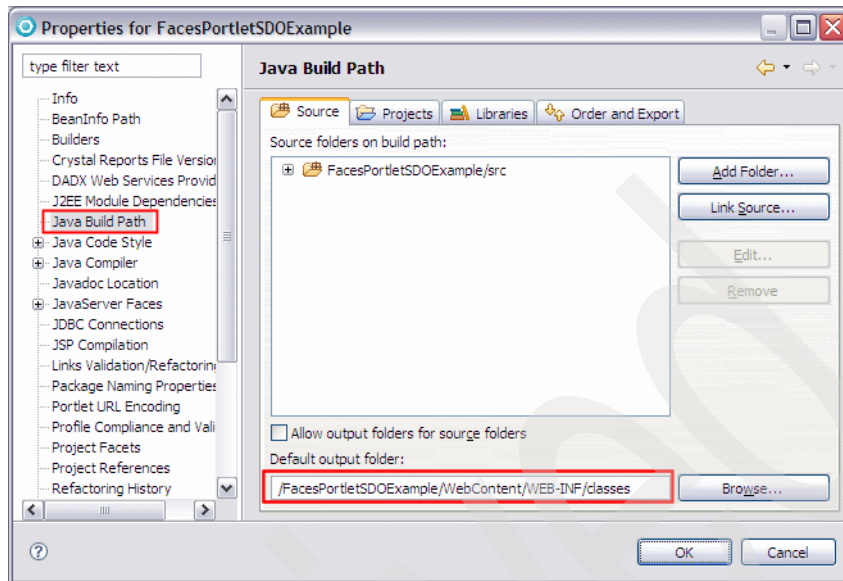 Properties for FacesPortletSDOExample
type filter text
Info
BeanInfo Path
Builders
Crystal Reports File Version
DADX Web Services Provid
J2EE Module Dependencies
Java Build Path
Java Code Style
Java Compiler
Javadoc Location
JavaServer Faces
JDBC Connections
JSP Compilation
Links Validation/Refactoring
Package Naming Properties
Portlet URL Encoding
Profile Compliance and Vali
Project Facets
Project References
Refactoring History
Java Build Path
Source
Projects
Libraries
Order and Export
Source folders on build path:
FacesPortletSDOExample/src
Add Folder...
Link Source...
Edit...
Remove
Allow output folders for source folders
Default output folder:
/FacesPortletSDOExample/WebContent/WEB-INF/classes
Browse...
OK
Cancel